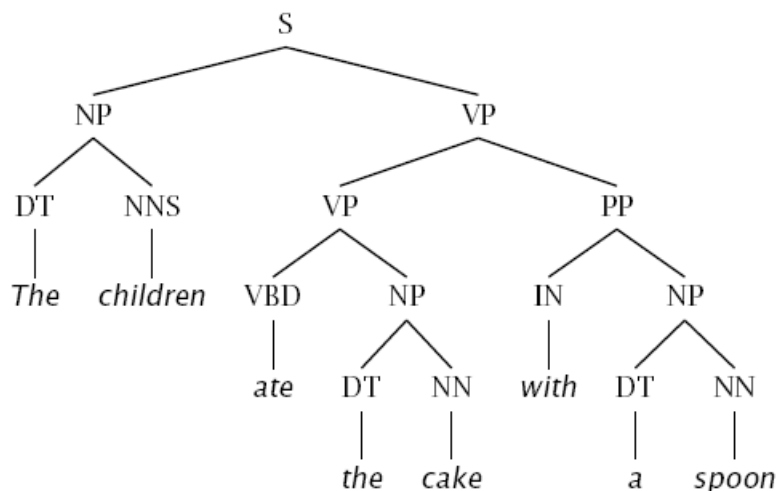 S
NP VP
DT NNS VP PP
The children VBD NP IN NP
ate DT NN with DT NN
the cake a spoon